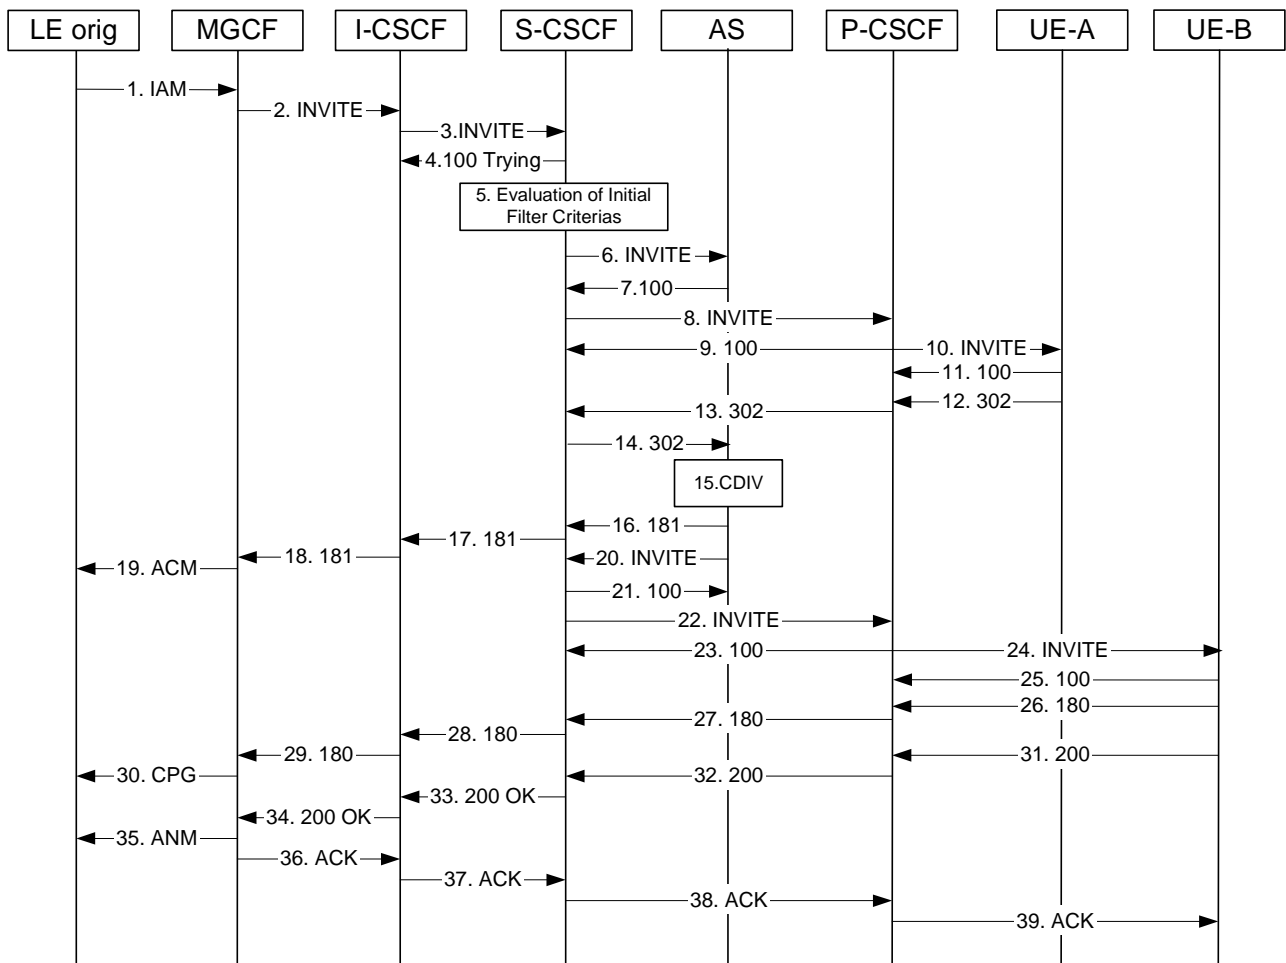 LE orig
MGCF
I-CSCF
S-CSCF
AS
P-CSCF
UE-A
UE-B
1. IAM
2. INVITE
3.INVITE
4.100 Trying
5. Evaluation of Initial
Filter Criterias
6. INVITE
7.100
8. INVITE
9. 100
10. INVITE
11. 100
12. 302
13. 302
14. 302
15.CDIV
16. 181
17. 181
18. 181
19. ACM
20. INVITE
21. 100
22. INVITE
23. 100
24. INVITE
25. 100
26. 180
27. 180
28. 180
29. 180
30. CPG
31. 200
32. 200
33. 200 OK
34. 200 OK
35. ANM
36. ACK
37. ACK
38. ACK
39. ACK